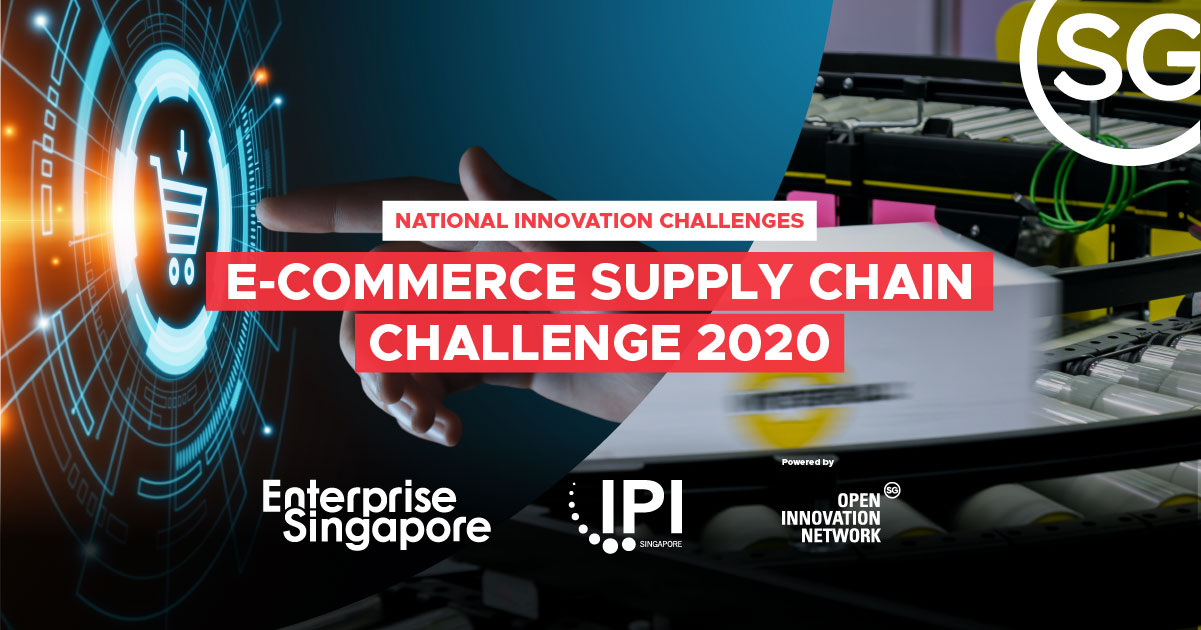 SG
NATIONAL INNOVATION CHALLENGES
E-COMMERCE SUPPLY CHAIN
CHALLENGE 2020
Enterprise
Singapore
IPI
SINGAPORE
Powered by
OPEN SG
INNOVATION
NETWORK